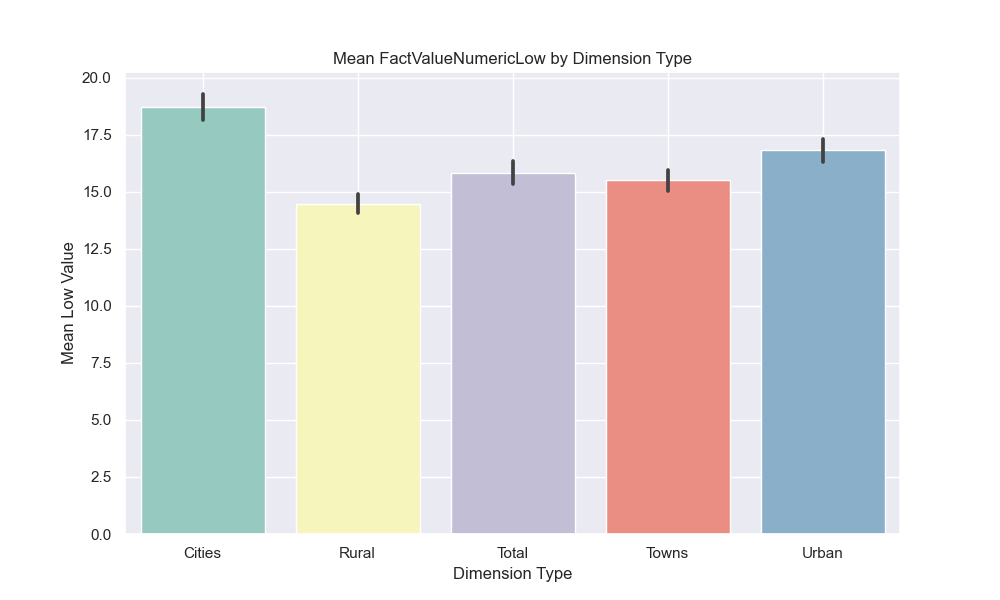 Mean FactValueNumericLow by Dimension Type
20.0
17.5
15.0
12.5
10.0
7.5
5.0
2.5
0.0
Mean Low Value
Cities Rural Total Towns Urban
Dimension Type